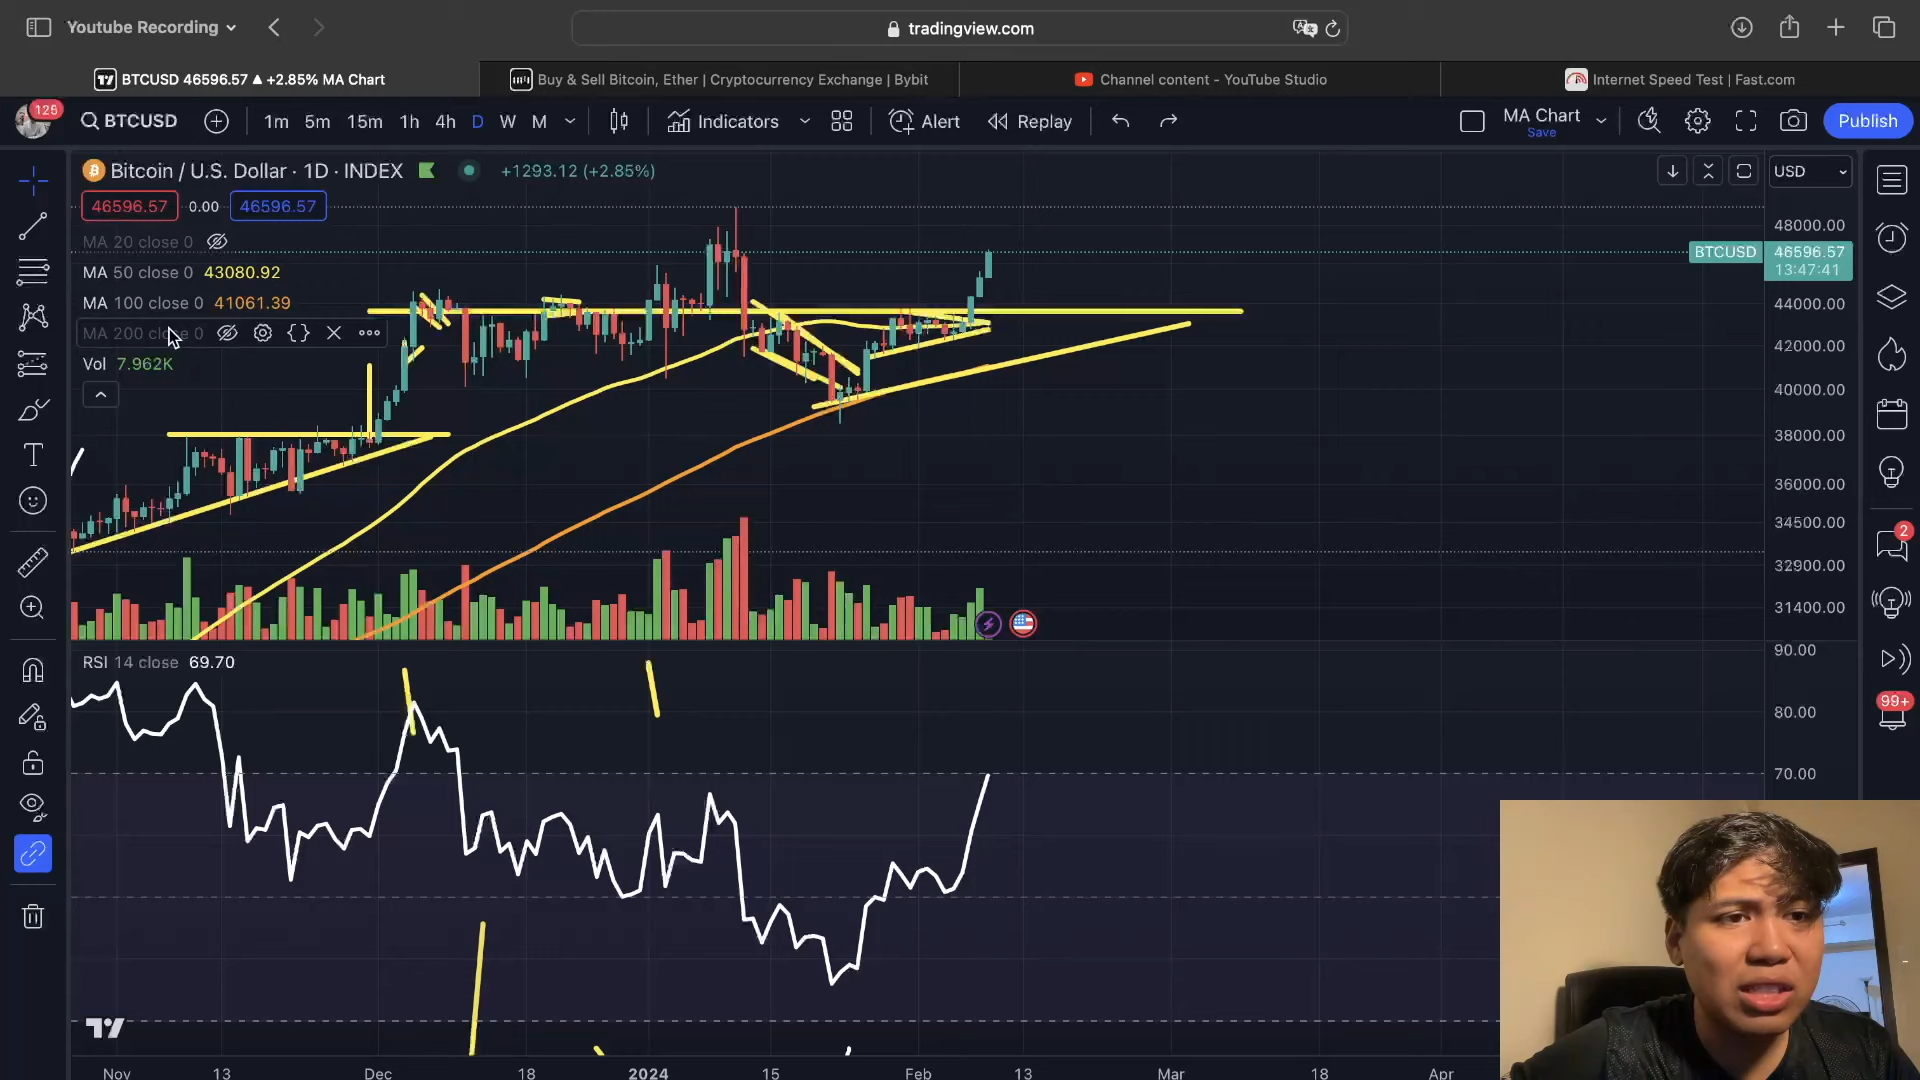 Youtube Recording
tradingview.com
BTCUSD 46596.57 ▲ +2.85% MA Chart
Buy & Sell Bitcoin, Ether | Cryptocurrency Exchange | Bybit
Channel content - YouTube Studio
Internet Speed Test | Fast.com
125
BTCUSD
1m 5m 15m 1h 4h D W M
Indicators
Alert
Replay
MA Chart
Save
Publish
Bitcoin / U.S. Dollar · 1D · INDEX
+1293.12 (+2.85%)
USD
46596.57 0.00 46596.57
MA 20 close 0
MA 50 close 0 43080.92
MA 100 close 0 41061.39
MA 200 close 0
Vol 7.962K
48000.00
BTCUSD 46596.57
13:47:41
44000.00
42000.00
40000.00
38000.00
36000.00
34500.00
32900.00
31400.00
2
99+
RSI 14 close 69.70
90.00
80.00
70.00
Nov 13 Dec 18 2024 15 Feb 13 Mar 18 Apr